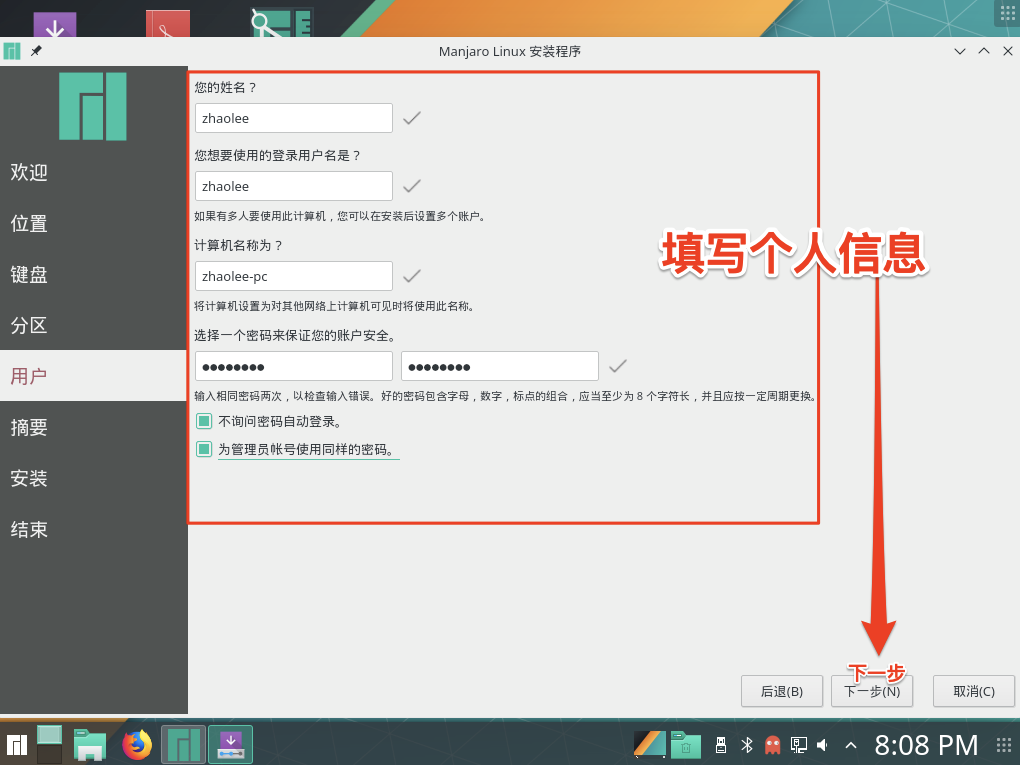 Manjaro Linux 安装程序
欢迎
位置
键盘
分区
用户
摘要
安装
结束
您的姓名？
zhaolee
您想要使用的登录用户名是？
zhaolee
如果有多人要使用此计算机，您可以在安装后设置多个账户。
计算机名称为？
zhaolee-pc
将计算机设置为对其他网络上计算机可见时将使用此名称。
选择一个密码来保证您的账户安全。
●●●●●●●● ●●●●●●●●
输入相同密码两次，以检查输入错误。好的密码包含字母，数字，标点的组合，应当至少为 8 个字符长，并且应按一定周期更换。
不询问密码自动登录。
为管理员帐号使用同样的密码。
填写个人信息
下一步
后退(B) 下一步(N) 取消(C)
8:08 PM